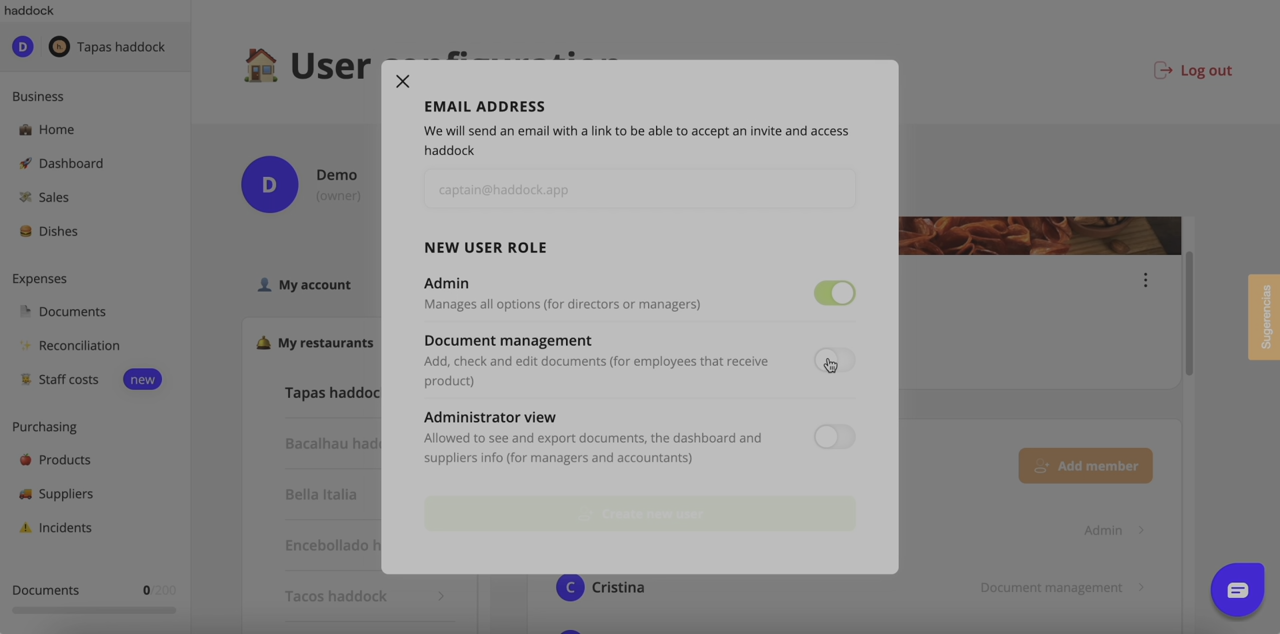 haddock
D
Tapas haddock
Business
Home
Dashboard
Sales
Dishes
Expenses
Documents
Reconciliation
Staff costs
new
Purchasing
Products
Suppliers
Incidents
Documents
0/200
User configuration
Log out
D
Demo
(owner)
My account
My restaurants
Tapas haddoc
Bacalhau hadd
Bella Italia
Encebollado h
Tacos haddock
EMAIL ADDRESS
We will send an email with a link to be able to accept an invite and access
haddock
captain@haddock.app
NEW USER ROLE
Admin
Manages all options (for directors or managers)
Document management
Add, check and edit documents (for employees that receive
product)
Administrator view
Allowed to see and export documents, the dashboard and
suppliers info (for managers and accountants)
Create new user
Add member
Admin
C
Cristina
Document management
Sugerencias